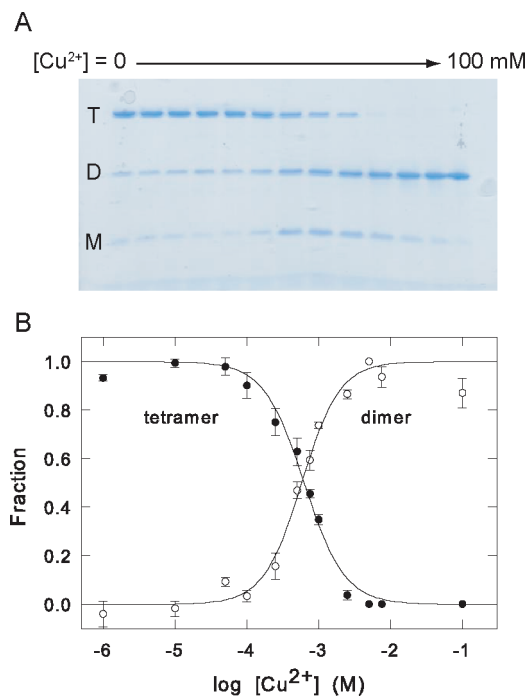 A
[Cu²⁺] = 0 100 mM
T
D
M
B
1.0
0.8
0.6
0.4
0.2
0.0
Fraction
tetramer dimer
-6 -5 -4 -3 -2 -1
log [Cu²⁺] (M)